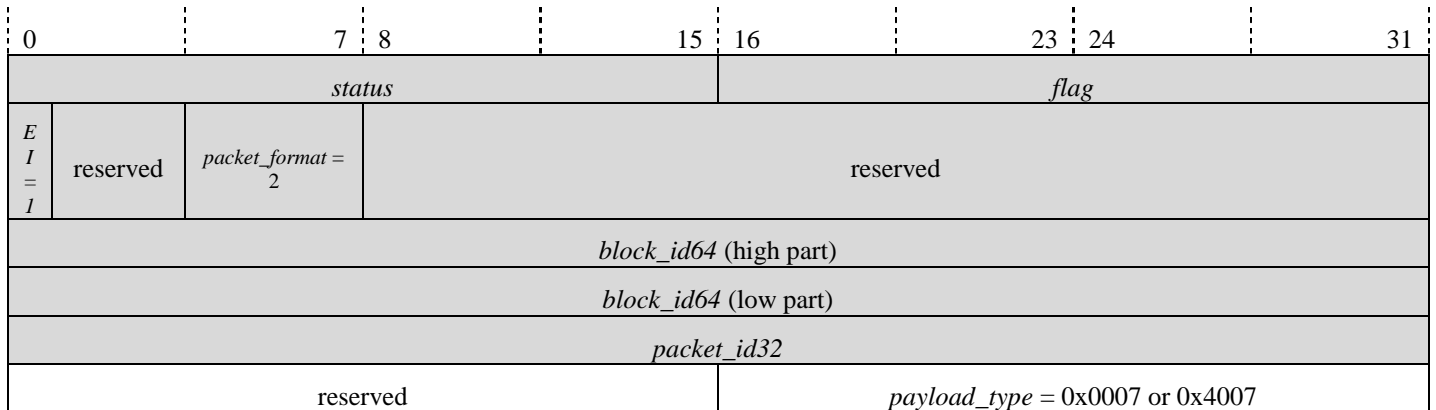 0 7 8 15 16 23 24 31
status flag
E
I
=
1
reserved
packet_format =
2
reserved
block_id64 (high part)
block_id64 (low part)
packet_id32
reserved payload_type = 0x0007 or 0x4007